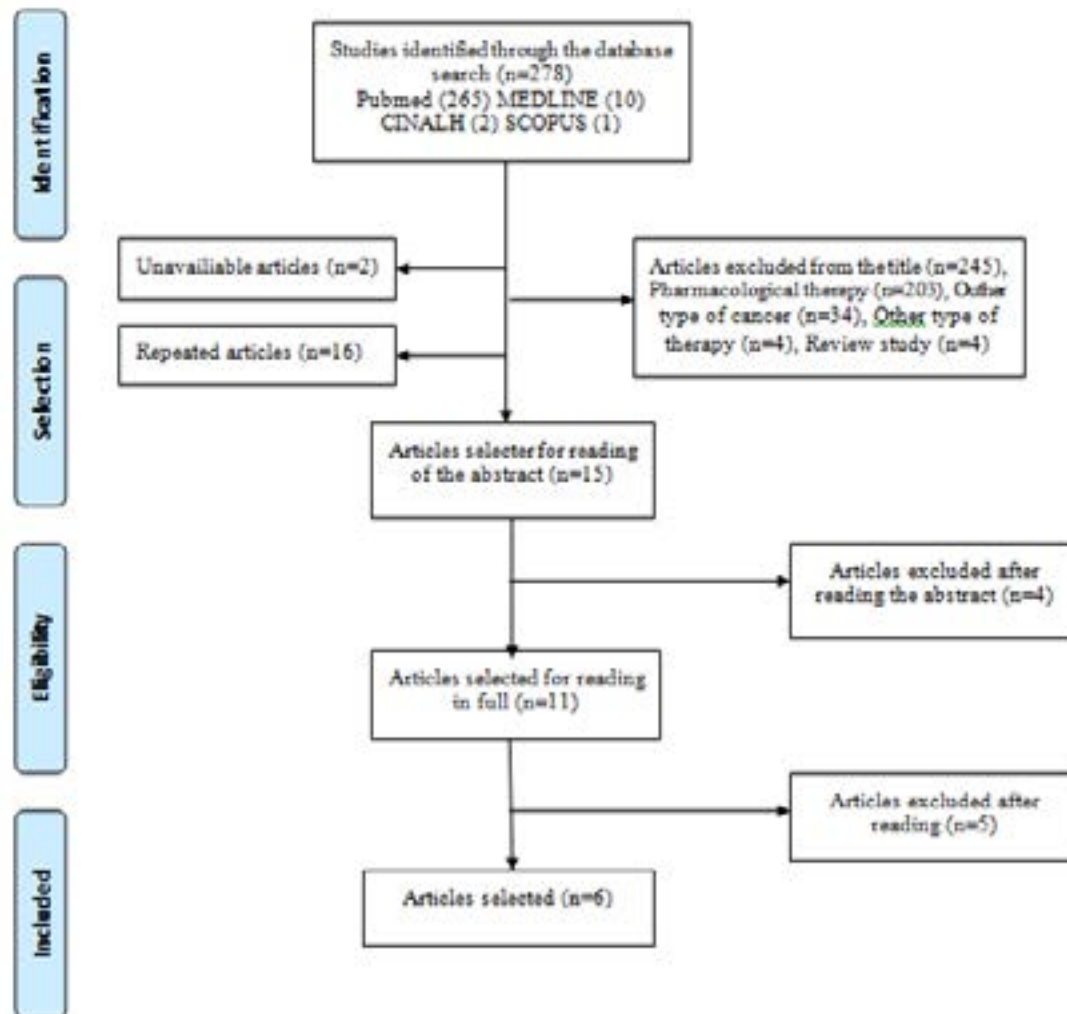 Identification
Studies identified through the database
search (n=278)
Pubmed (265) MEDLINE (10)
CINALH (2) SCOPUS (1)
Selection
Unavailiable articles (n=2)
Articles excluded from the title (n=245),
Pharmacological therapy (n=203), Outher
type of cancer (n=34), Other type of
therapy (n=4), Review study (n=4)
Repeated articles (n=16)
Articles selecter for reading
of the abstract (n=15)
Eligibility
Articles excluded after
reading the abstract (n=4)
Articles selected for reading
in full (n=11)
Included
Articles excluded after
reading (n=5)
Articles selected (n=6)